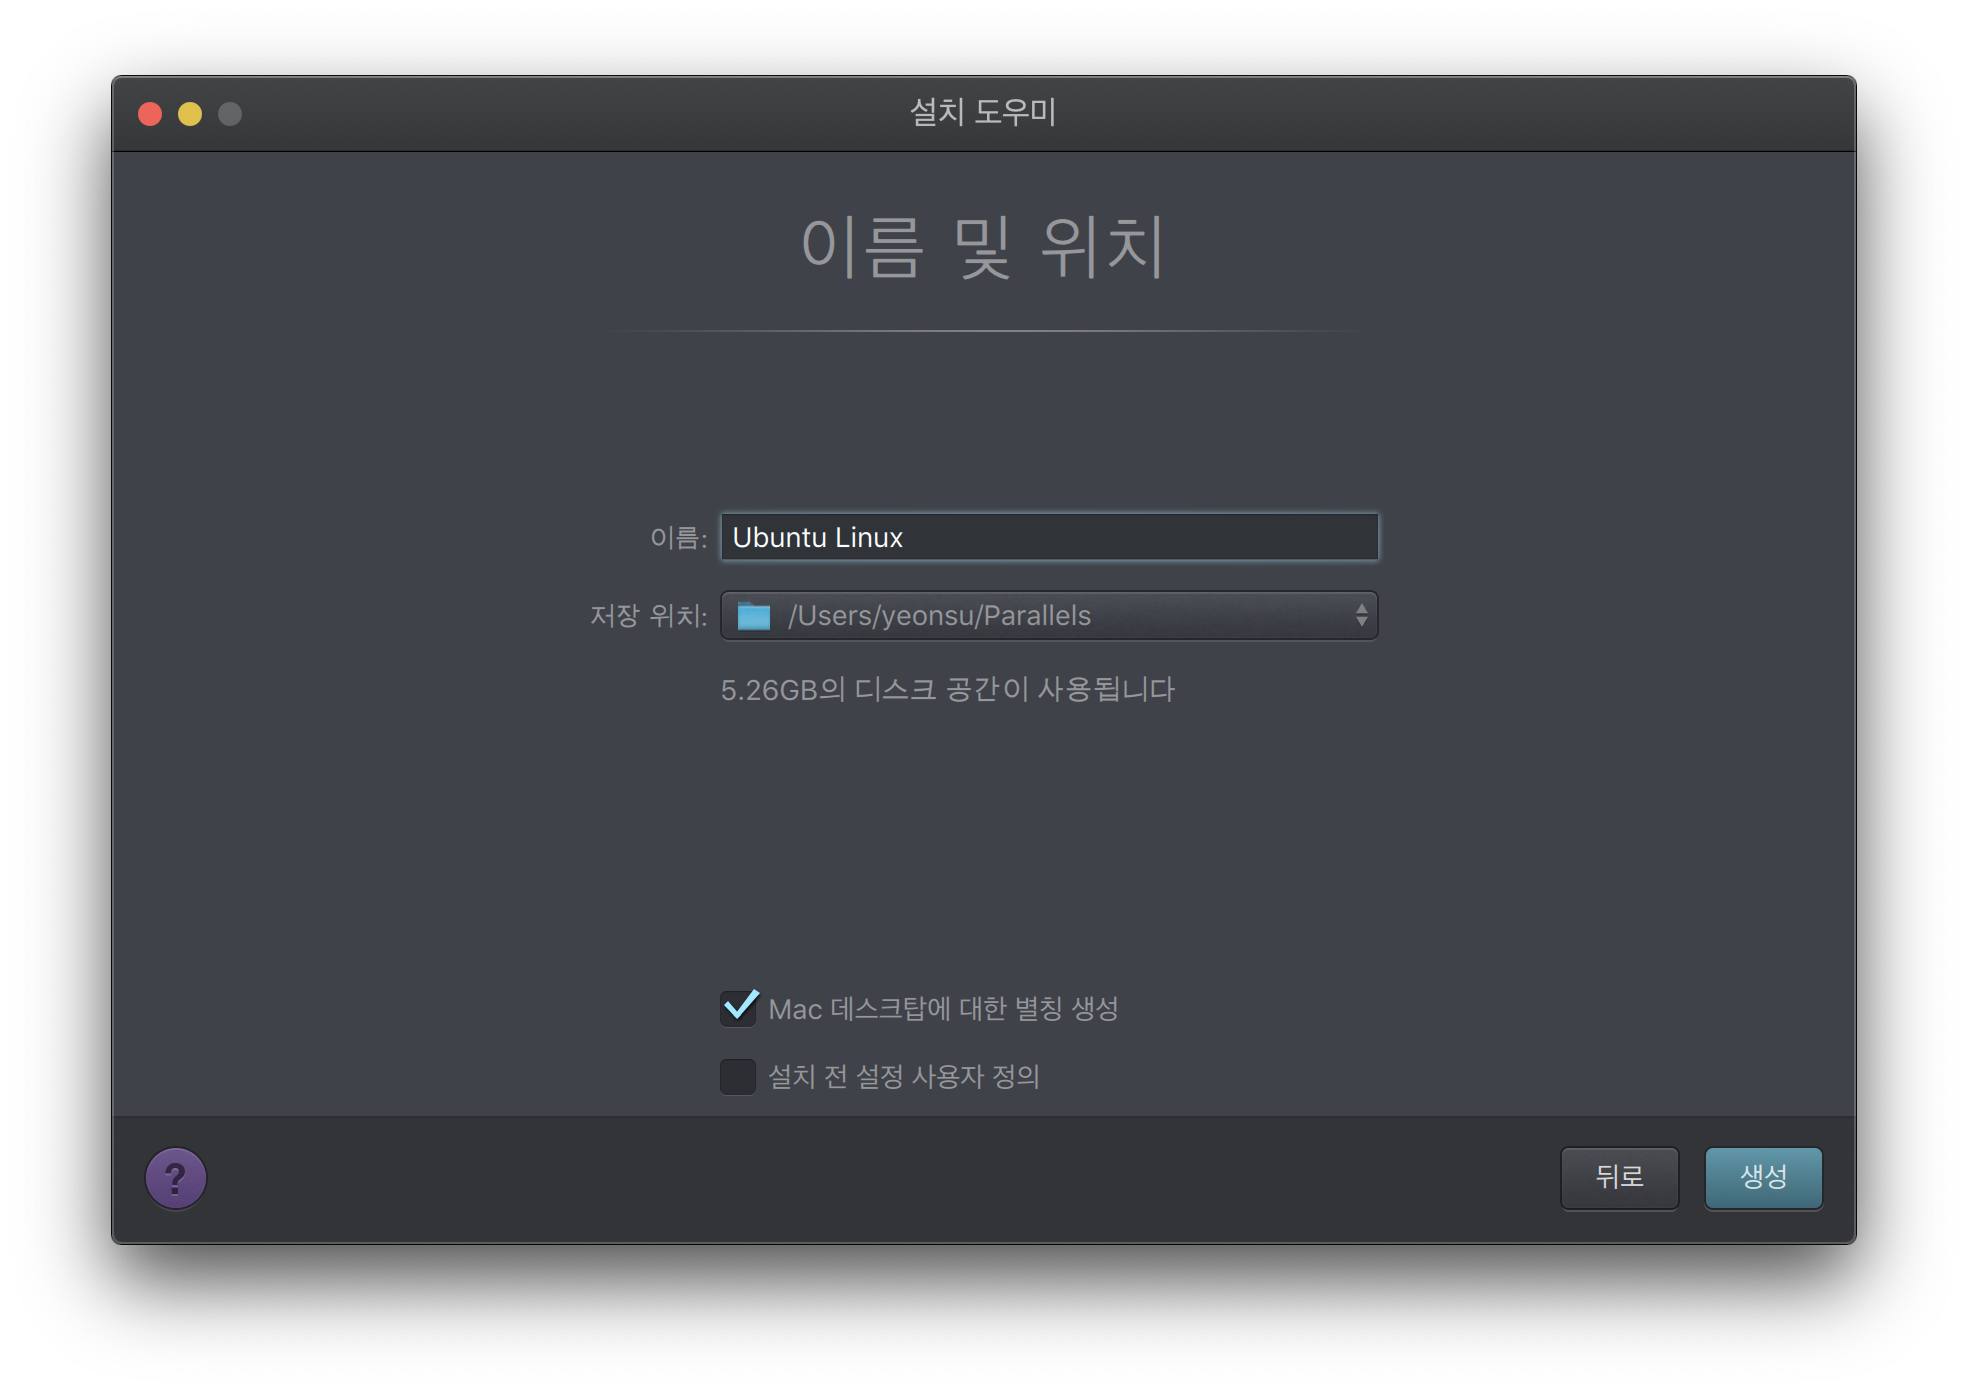 설치 도우미
이름 및 위치
이름: Ubuntu Linux
저장 위치: /Users/yeonsu/Parallels
5.26GB의 디스크 공간이 사용됩니다
Mac 데스크탑에 대한 별칭 생성
설치 전 설정 사용자 정의
? 뒤로 생성